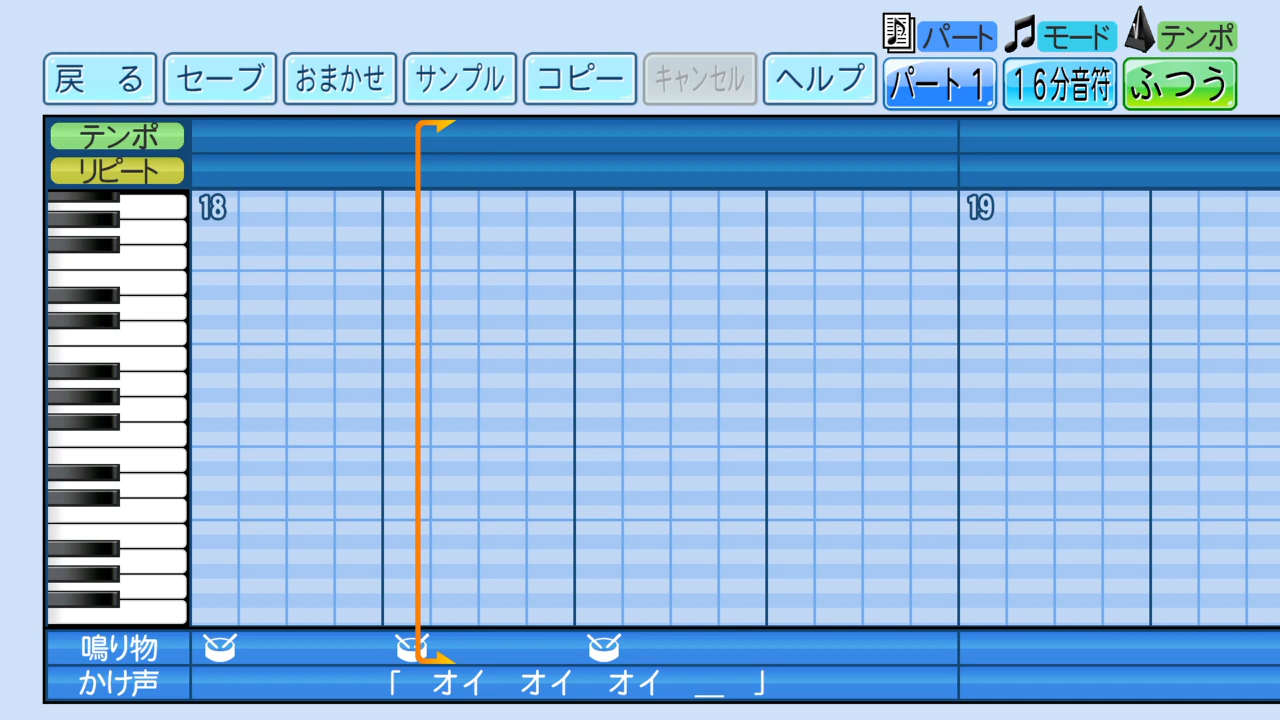 パート モード テンポ
戻る セーブ おまかせ サンプル コピー キャンセル ヘルプ パート1 16分音符 ふつう
テンポ
リピート
18 19
鳴り物
かけ声 「 オイ オイ オイ ＿ 」